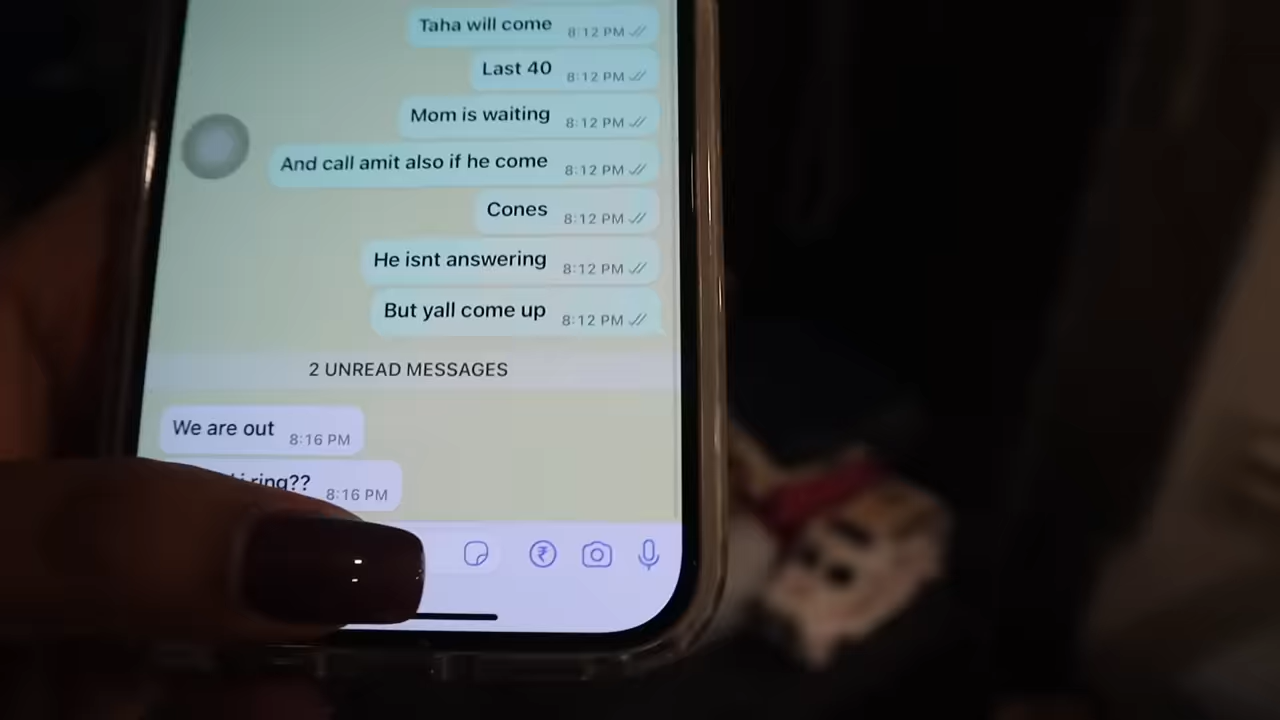 Taha will come 8:12 PM
Last 40 8:12 PM
Mom is waiting 8:12 PM
And call amit also if he come 8:12 PM
Cones 8:12 PM
He isnt answering 8:12 PM
But yall come up 8:12 PM
2 UNREAD MESSAGES
We are out 8:16 PM
ring?? 8:16 PM